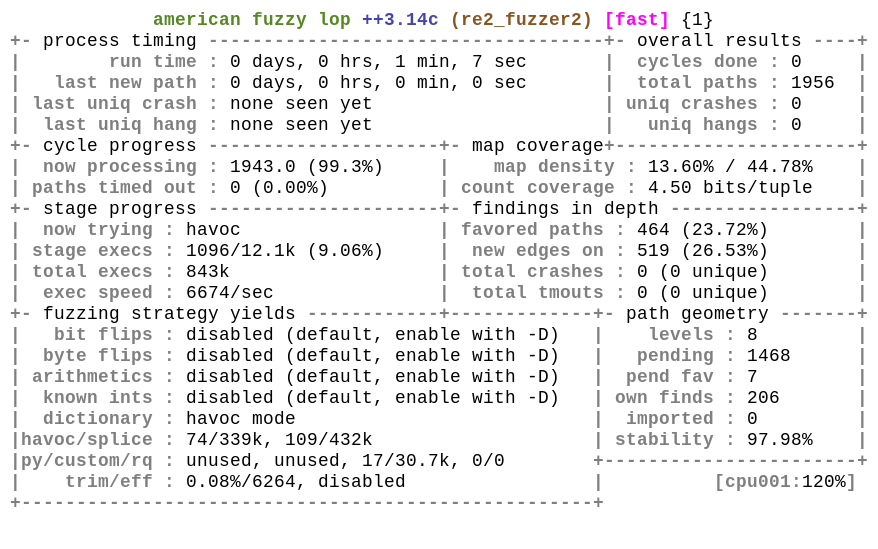 american fuzzy lop ++3.14c (re2_fuzzer2) [fast] {1}
+- process timing ------------------------------------+- overall results ----+
|        run time : 0 days, 0 hrs, 1 min, 7 sec       |  cycles done : 0     |
|   last new path : 0 days, 0 hrs, 0 min, 0 sec       |  total paths : 1956  |
| last uniq crash : none seen yet                     | uniq crashes : 0     |
|  last uniq hang : none seen yet                     |   uniq hangs : 0     |
+- cycle progress ---------------------+- map coverage+----------------------+
|  now processing : 1943.0 (99.3%)     |    map density : 13.60% / 44.78%    |
| paths timed out : 0 (0.00%)          | count coverage : 4.50 bits/tuple    |
+- stage progress ---------------------+- findings in depth -----------------+
|  now trying : havoc                  | favored paths : 464 (23.72%)        |
| stage execs : 1096/12.1k (9.06%)     |  new edges on : 519 (26.53%)        |
| total execs : 843k                   | total crashes : 0 (0 unique)        |
|  exec speed : 6674/sec               |  total tmouts : 0 (0 unique)        |
+- fuzzing strategy yields ------------+-------------+- path geometry -------+
|   bit flips : disabled (default, enable with -D)   |    levels : 8         |
|  byte flips : disabled (default, enable with -D)   |   pending : 1468      |
| arithmetics : disabled (default, enable with -D)   |  pend fav : 7         |
|  known ints : disabled (default, enable with -D)   | own finds : 206       |
|  dictionary : havoc mode                           |  imported : 0         |
|havoc/splice : 74/339k, 109/432k                    | stability : 97.98%    |
|py/custom/rq : unused, unused, 17/30.7k, 0/0        +-----------------------+
|    trim/eff : 0.08%/6264, disabled                 |          [cpu001:120%]
+----------------------------------------------------+